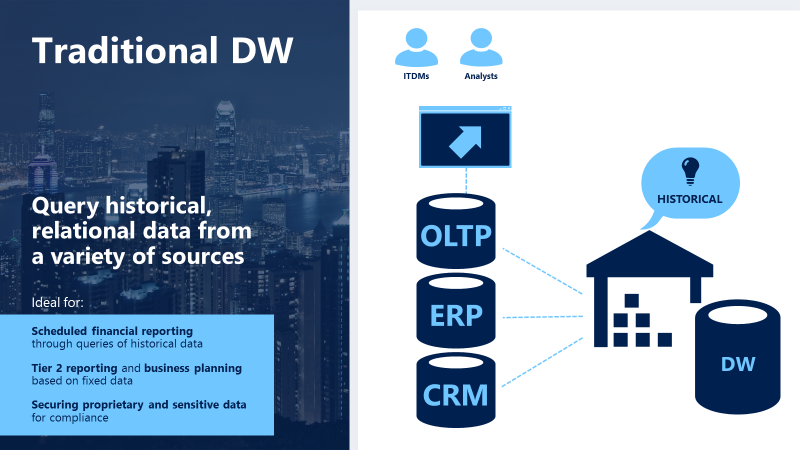 Traditional DW
Query historical,
relational data from
a variety of sources
Ideal for:
Scheduled financial reporting
through queries of historical data
Tier 2 reporting and business planning
based on fixed data
Securing proprietary and sensitive data
for compliance
ITDMs
Analysts
HISTORICAL
OLTP
ERP
CRM
DW